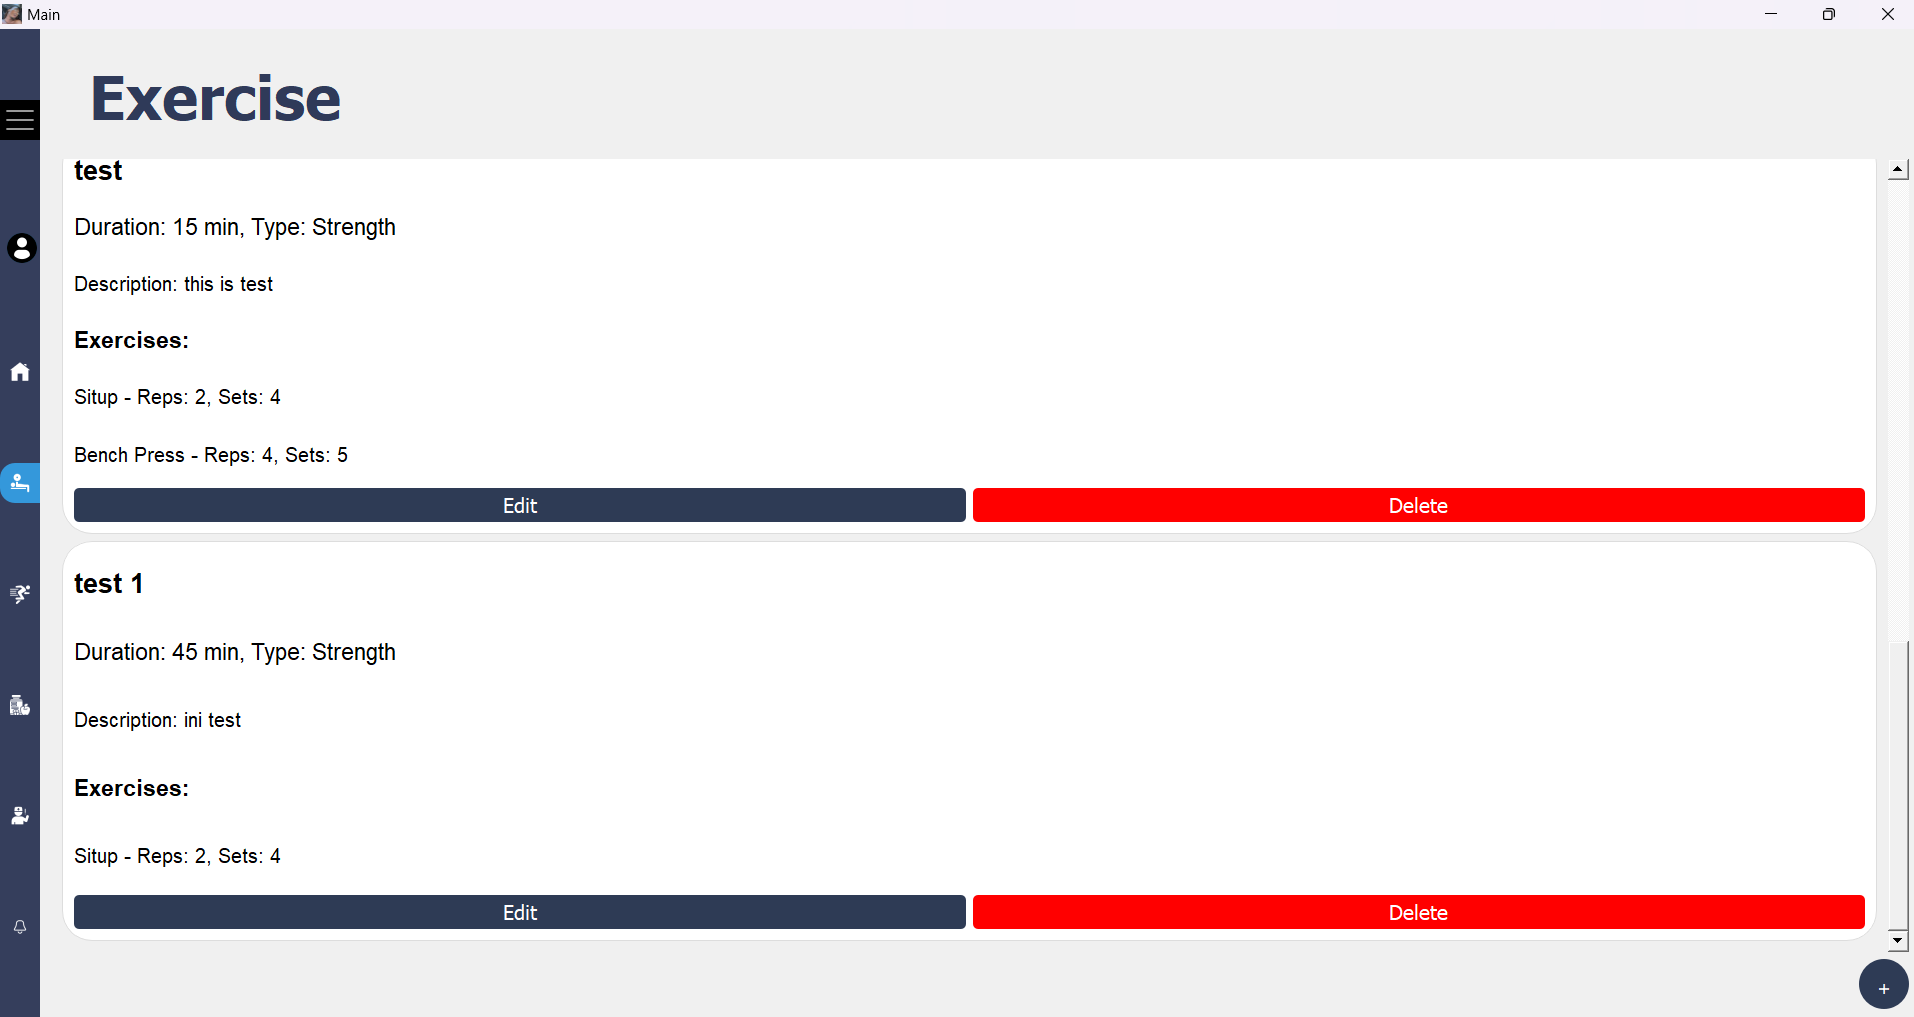 Main
Exercise
test
Duration: 15 min, Type: Strength
Description: this is test
Exercises:
Situp - Reps: 2, Sets: 4
Bench Press - Reps: 4, Sets: 5
Edit Delete
test 1
Duration: 45 min, Type: Strength
Description: ini test
Exercises:
Situp - Reps: 2, Sets: 4
Edit Delete
+